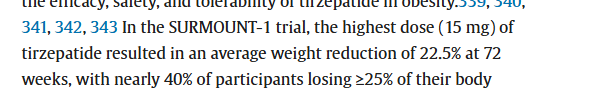 the efficacy, safety, and tolerability of tirzepatide in obesity.339, 340,
341, 342, 343 In the SURMOUNT-1 trial, the highest dose (15 mg) of
tirzepatide resulted in an average weight reduction of 22.5% at 72
weeks, with nearly 40% of participants losing ≥25% of their body